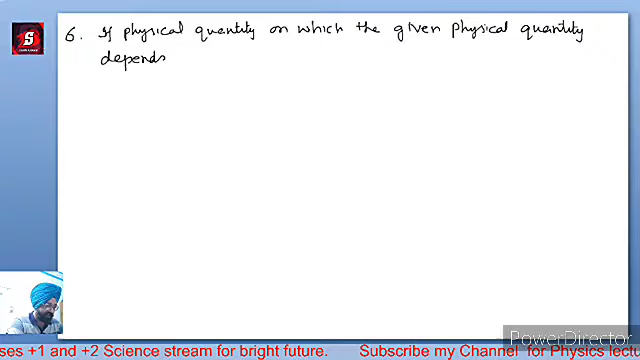 6. If physical quantity on which the given physical quantity
depends
PowerDirector
ses +1 and +2 Science stream for bright future. Subscribe my Channel for Physics lectu